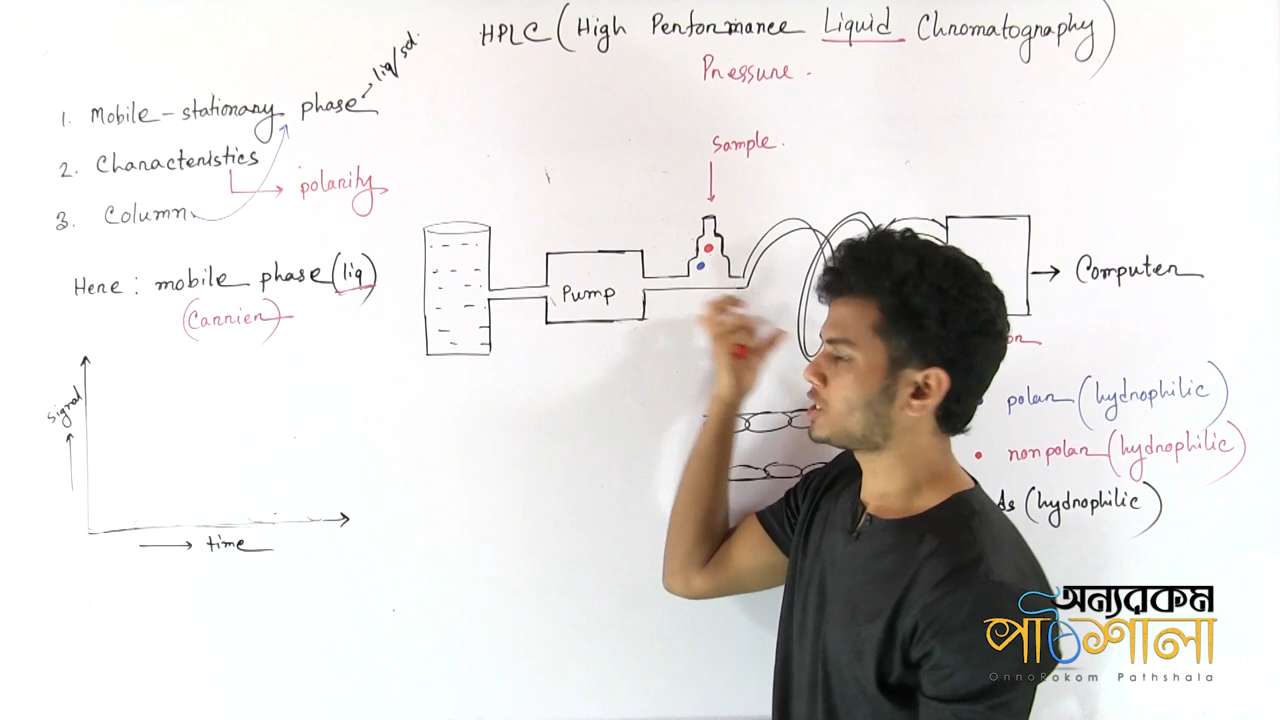 HPLC (High Performance Liquid Chromatography)
Pressure.
1. Mobile - stationary phase → liq/sd.
2. Characteristics
→ polarity
3. Column
Here : mobile phase (liq)
(Carrier)
Sample.
Pump
→ Computer
polar (hydrophilic)
• nonpolar (hydrophilic)
(hydrophilic)
signal
→ time
অন্যরকম
পাঠশালা
OnnoRokom Pathshala